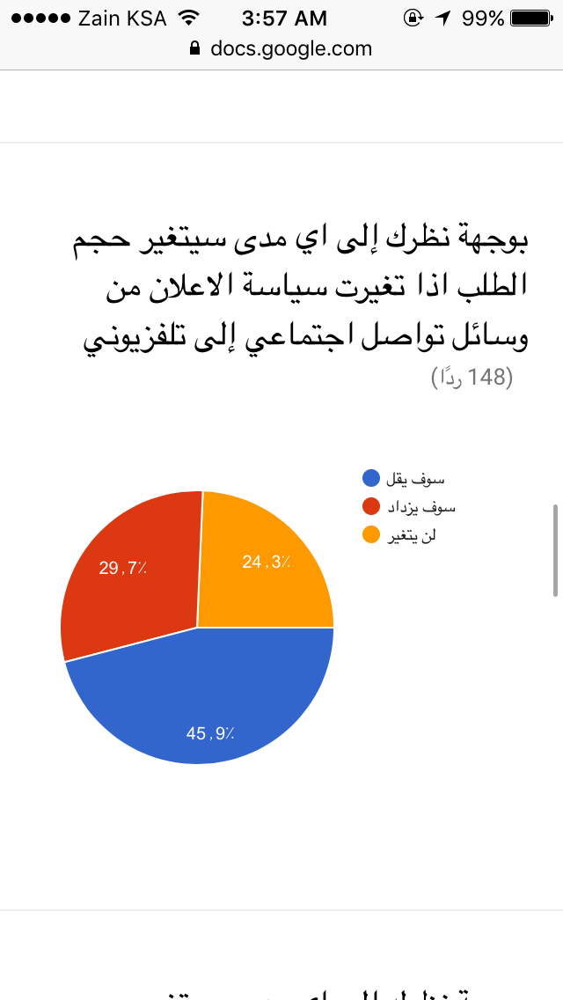 Zain KSA 3:57 AM 99%
docs.google.com
بوجهة نظرك إلى اي مدى سيتغير حجم
الطلب اذا تغيرت سياسة الاعلان من
وسائل تواصل اجتماعي إلى تلفزيوني
(148 ردًا)
سوف يقل
سوف يزداد
لن يتغير
29,7٪
24,3٪
45,9٪